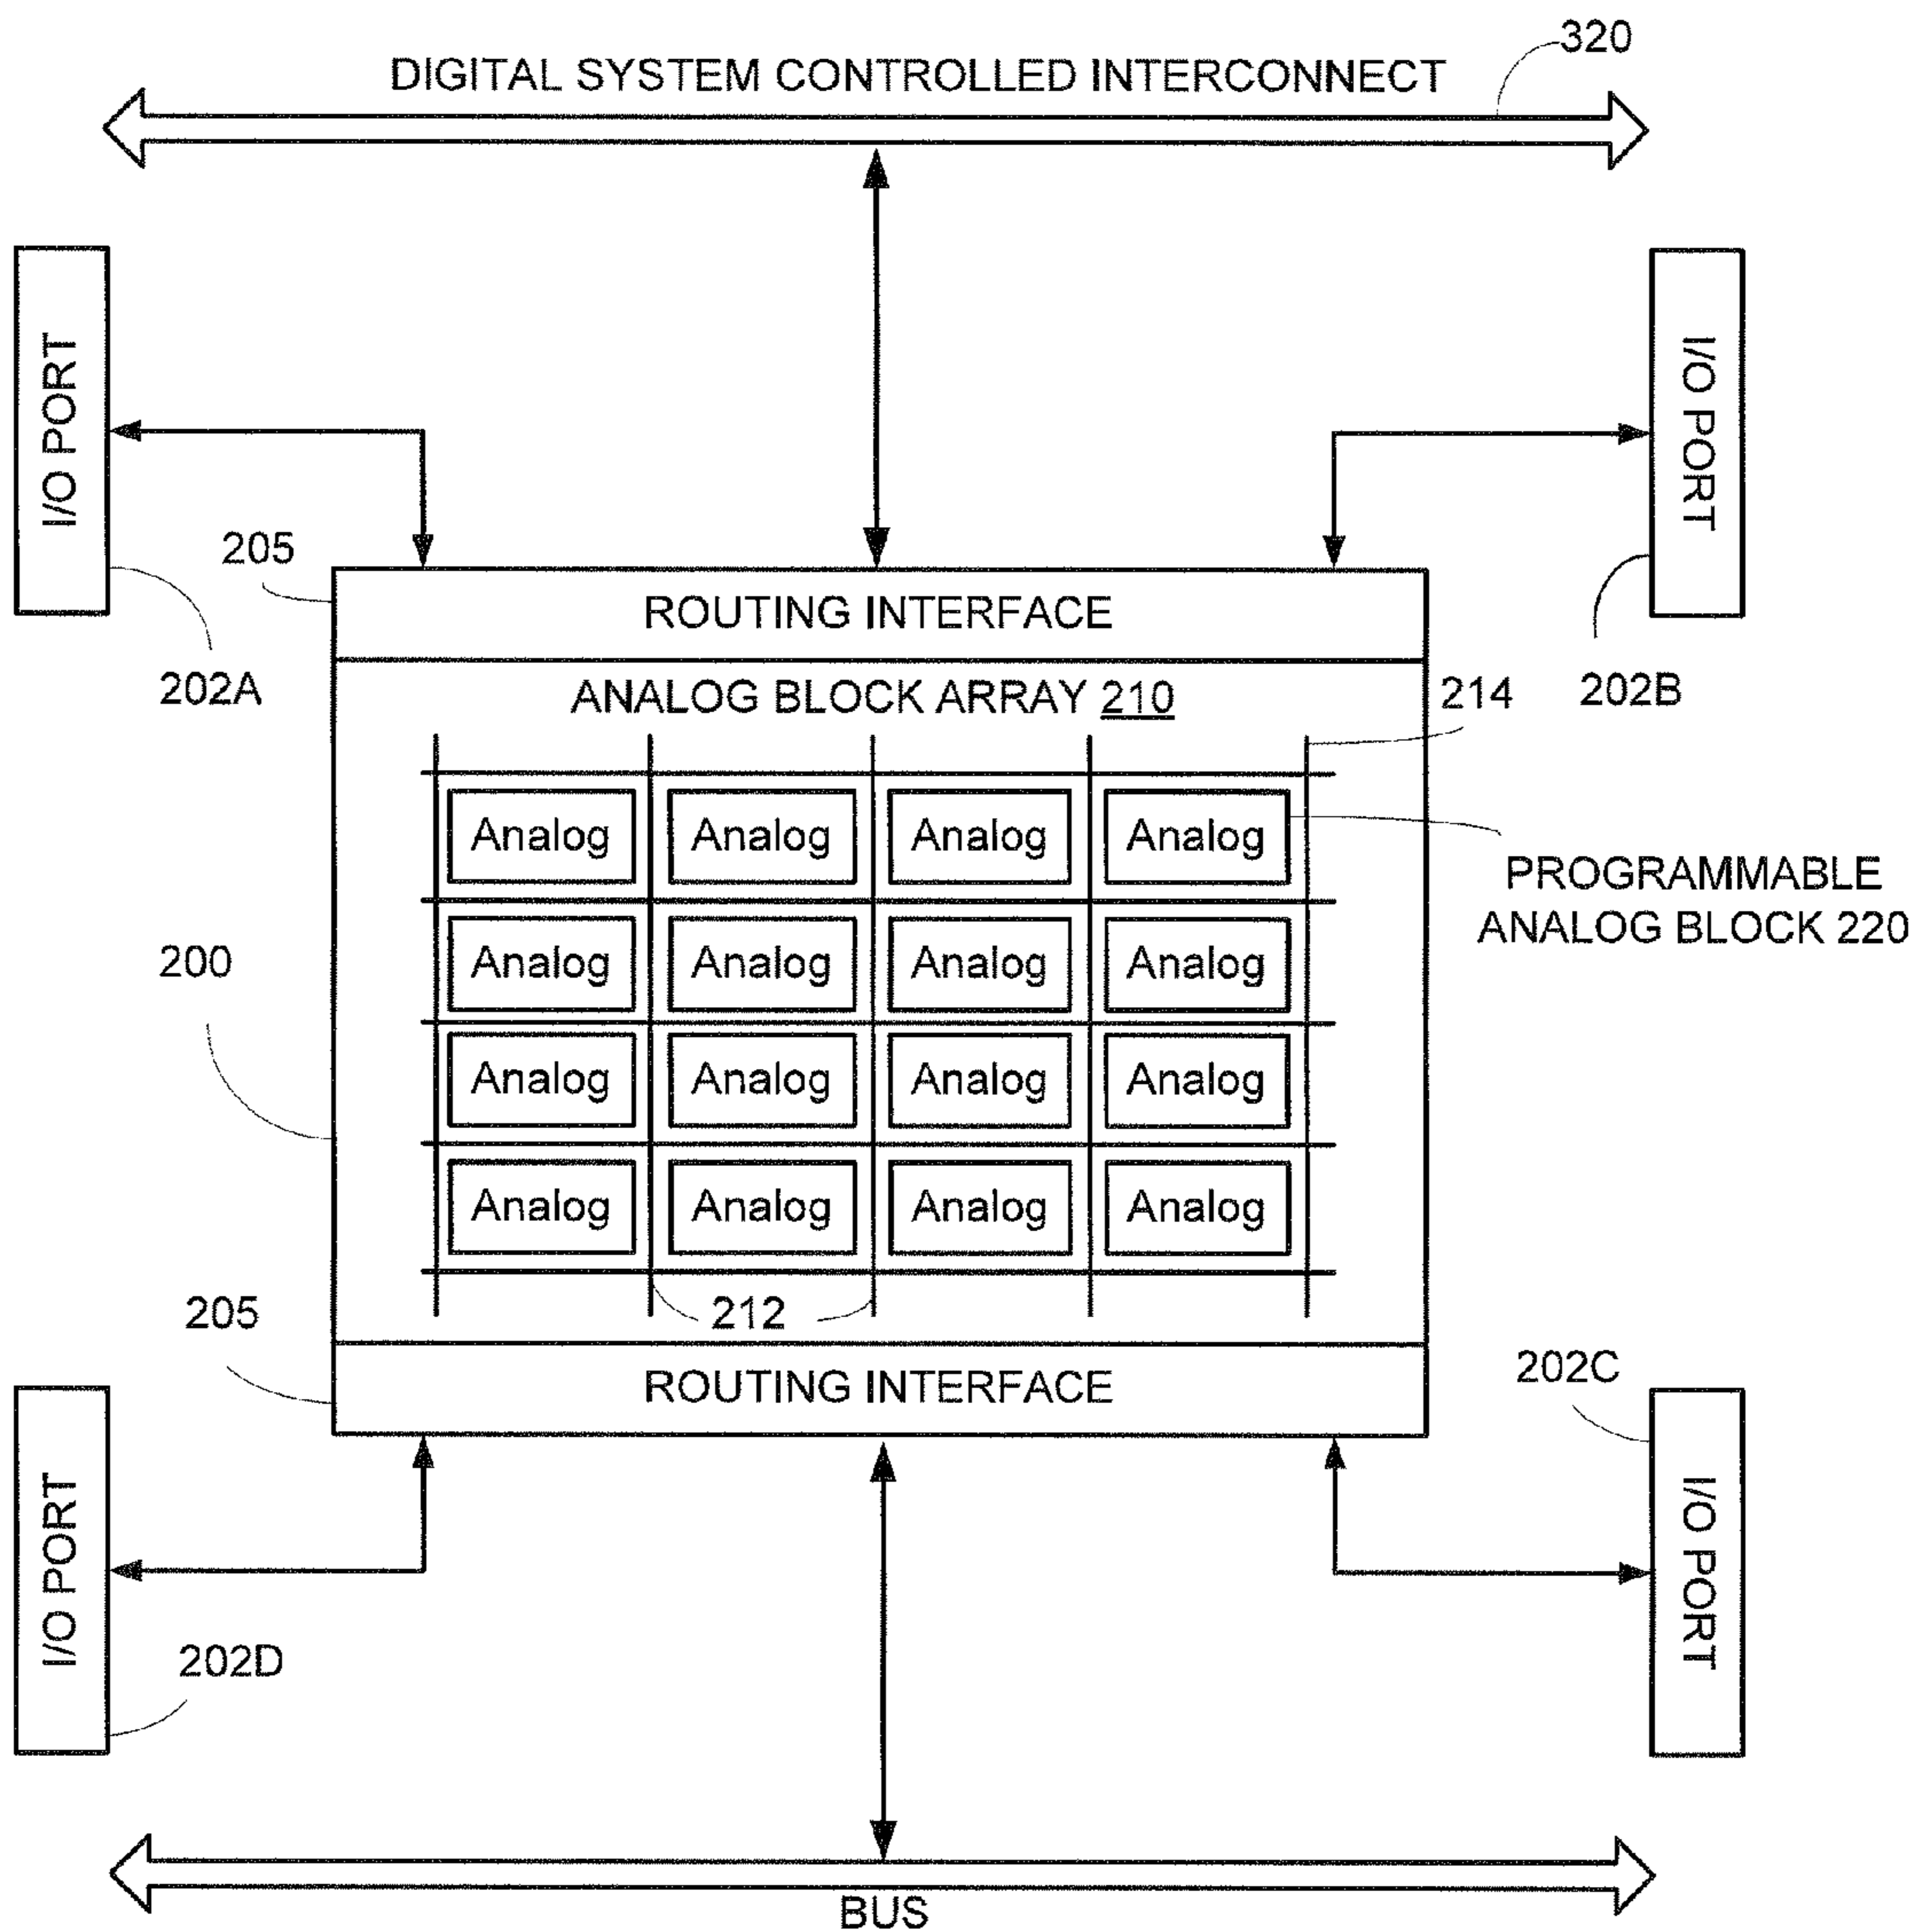 320
DIGITAL SYSTEM CONTROLLED INTERCONNECT
I/O PORT
I/O PORT
205
ROUTING INTERFACE
202A
202B
214
ANALOG BLOCK ARRAY 210
Analog Analog Analog Analog
PROGRAMMABLE
ANALOG BLOCK 220
Analog Analog Analog Analog
200
Analog Analog Analog Analog
Analog Analog Analog Analog
212
205
ROUTING INTERFACE
202C
I/O PORT
I/O PORT
202D
BUS